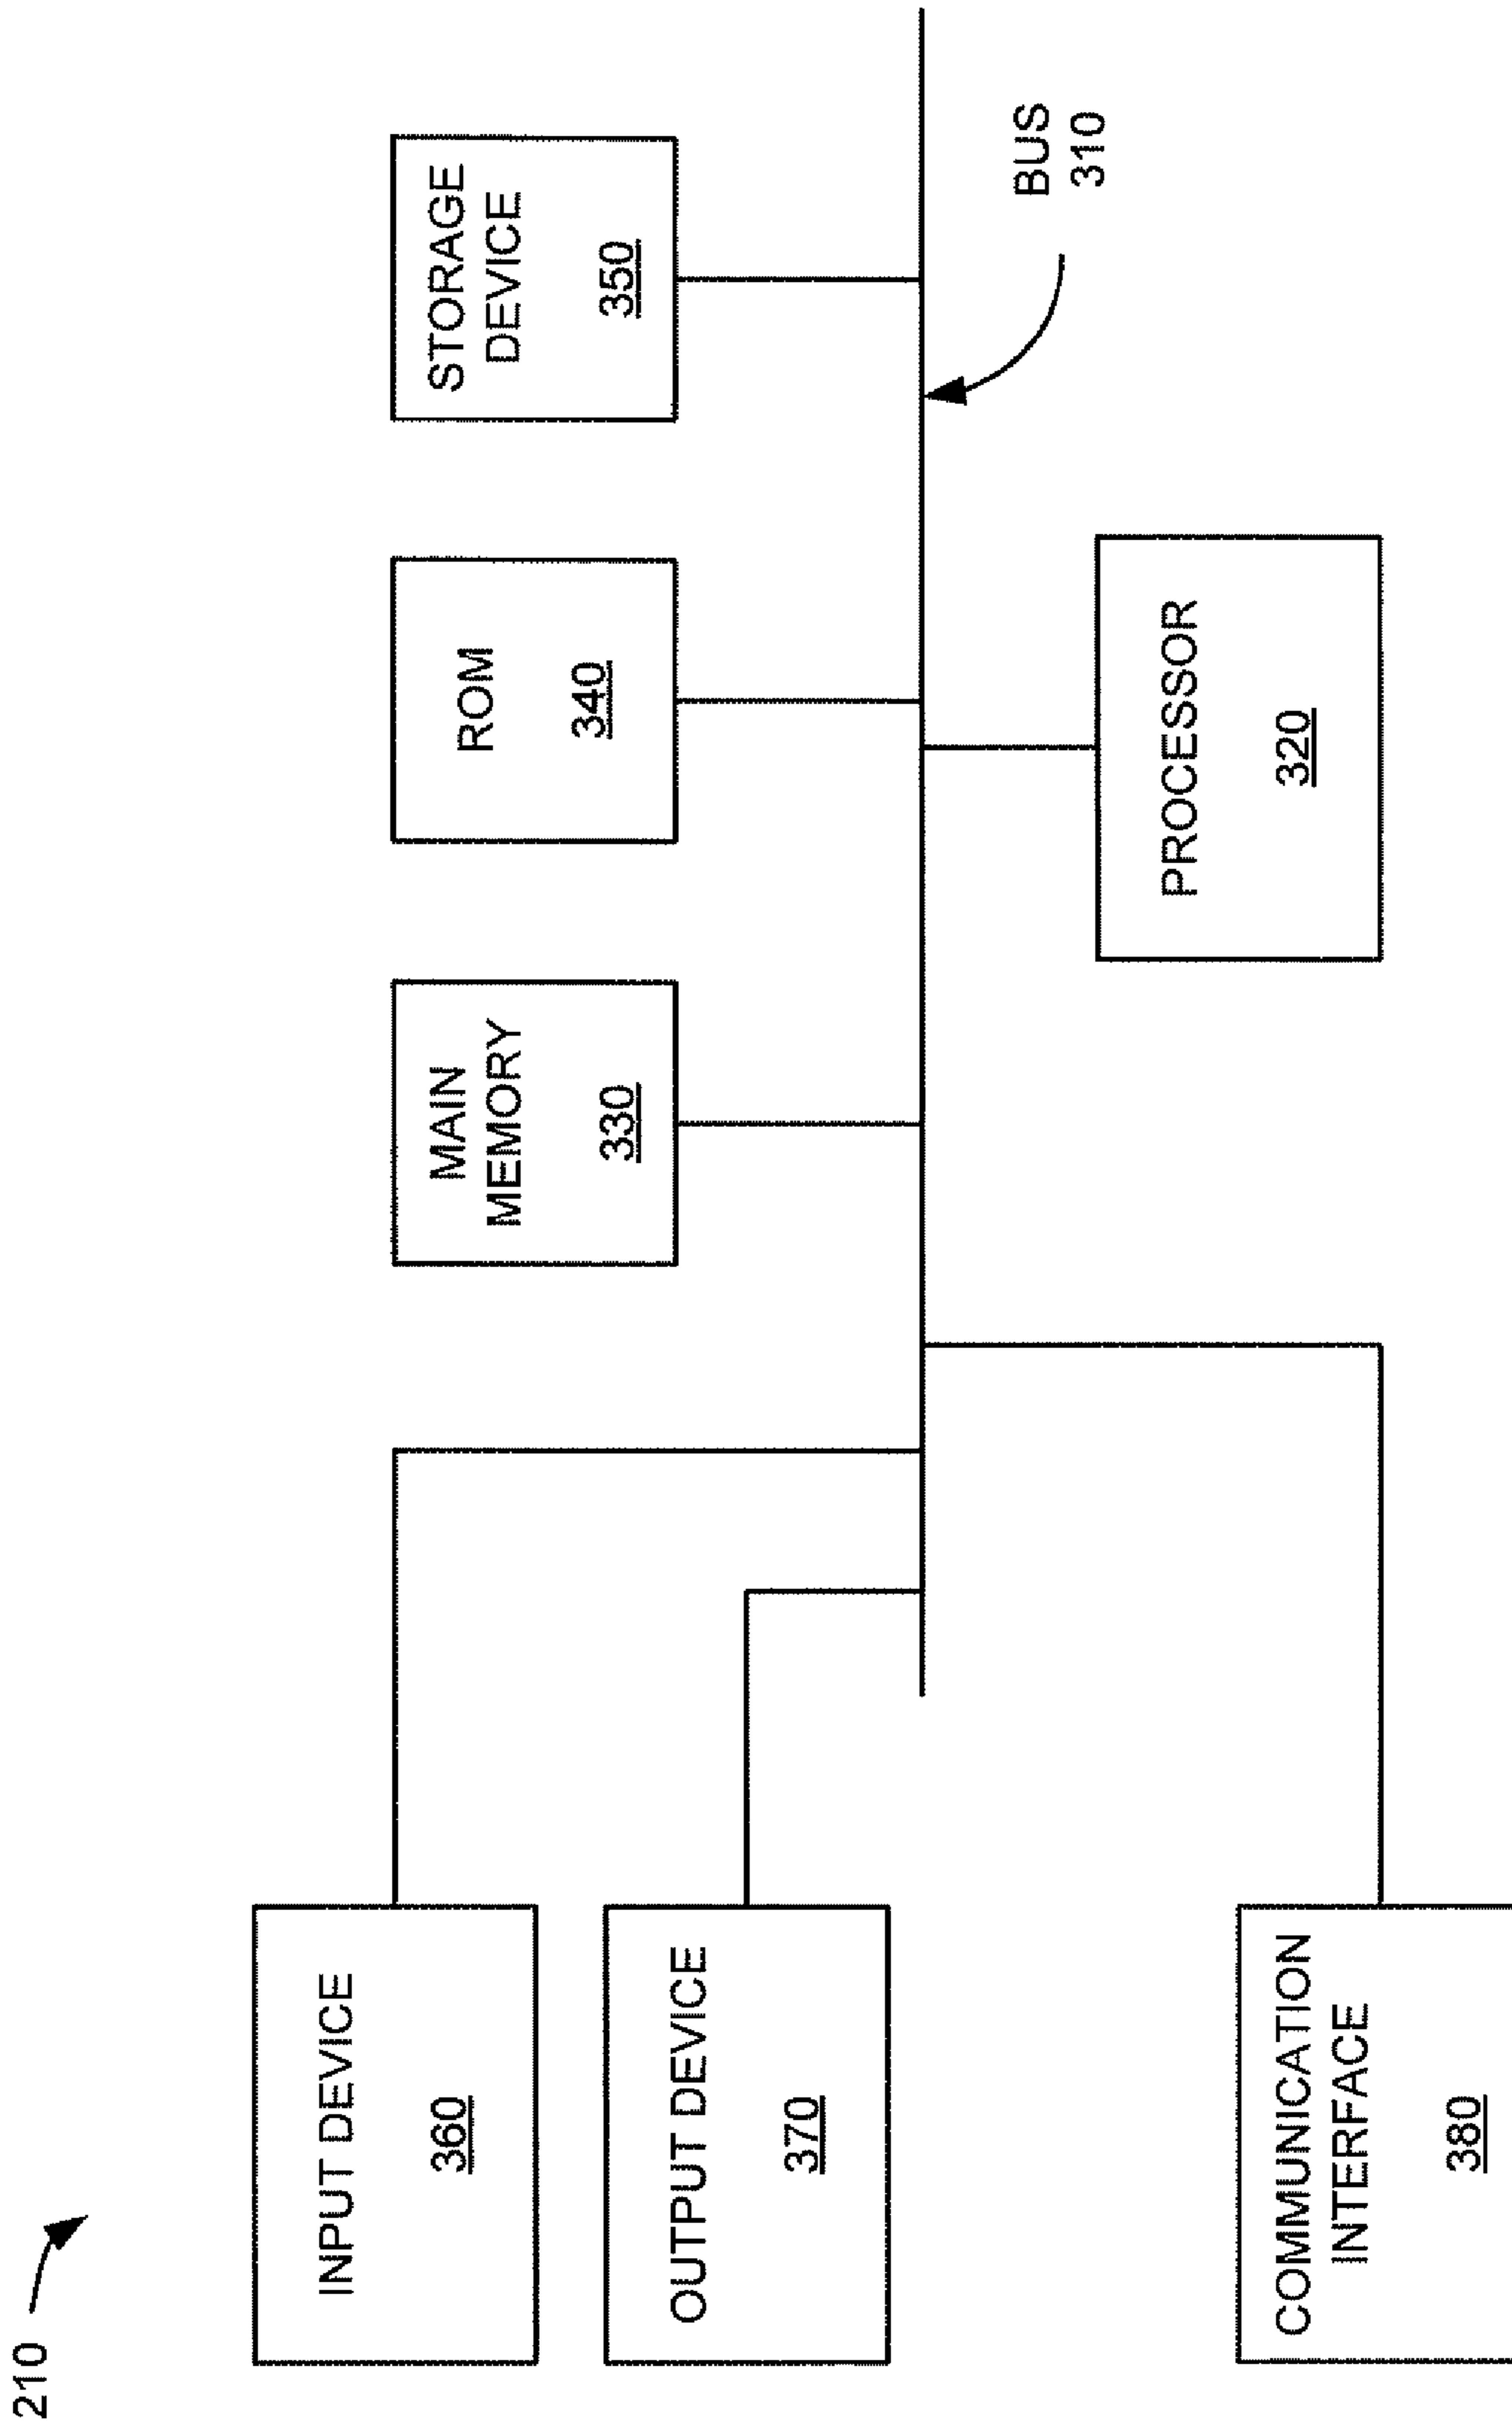 210
INPUT DEVICE
360
OUTPUT DEVICE
370
COMMUNICATION
INTERFACE
380
MAIN
MEMORY
330
ROM
340
STORAGE
DEVICE
350
PROCESSOR
320
BUS
310